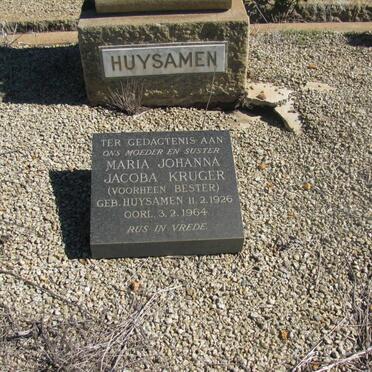 HUYSAMEN
TER GEDAGTENIS AAN
ONS MOEDER EN SUSTER
MARIA JOHANNA
JACOBA KRUGER
(VOORHEEN BESTER)
GEB. HUYSAMEN 11.2.1926
OORL. 3.2.1964
RUS IN VREDE